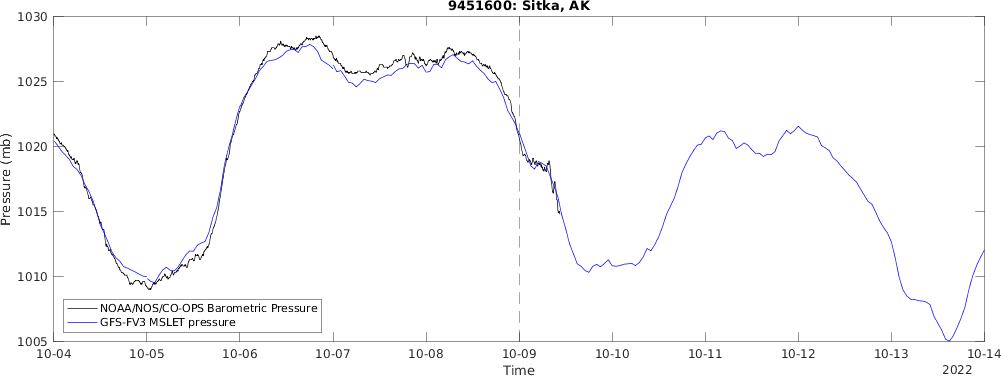 9451600: Sitka, AK
1030
1025
1020
1015
1010
1005
Pressure (mb)
NOAA/NOS/CO-OPS Barometric Pressure
GFS-FV3 MSLET pressure
10-04 10-05 10-06 10-07 10-08 10-09 10-10 10-11 10-12 10-13 10-14
Time
2022